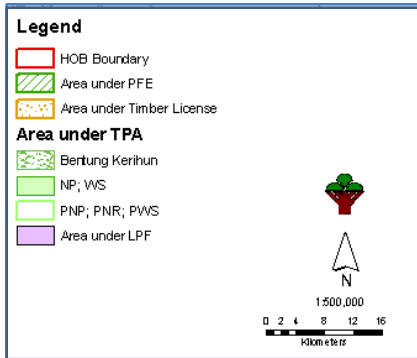 Legend
HOB Boundary
Area under PFE
Area under Timber License
Area under TPA
Bentung Kerihun
NP; WS
PNP; PNR; PWS
Area under LPF
N
1:500,000
0 2 4 8 12 16
Kilometers